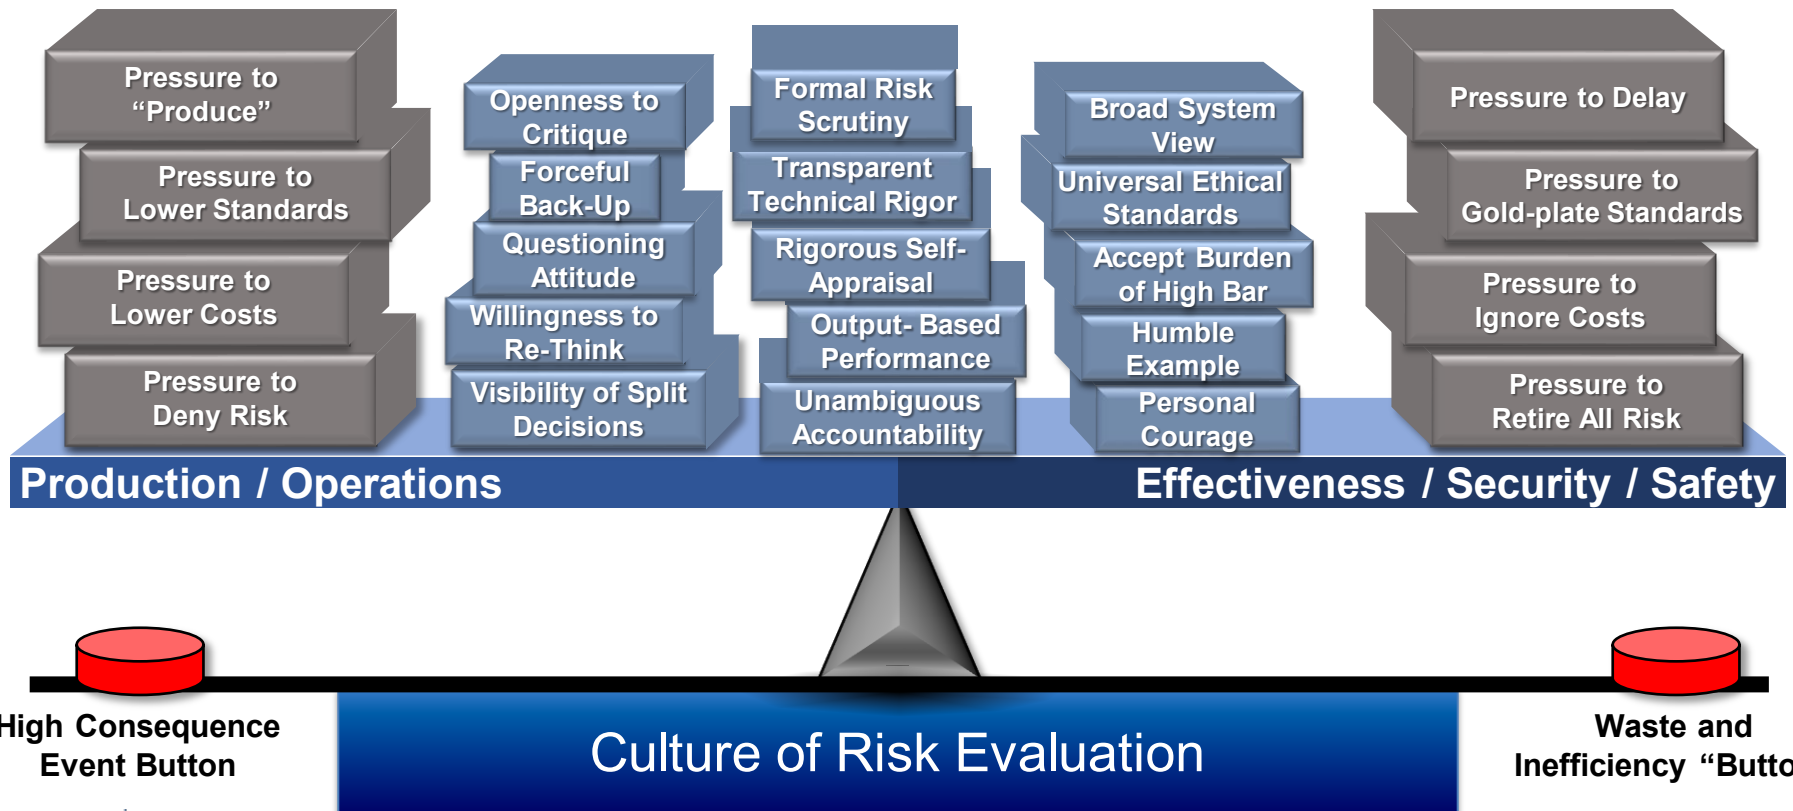 Pressure to
“Produce”
Pressure to
Lower Standards
Pressure to
Lower Costs
Pressure to
Deny Risk
Openness to
Critique
Forceful
Back-Up
Questioning
Attitude
Willingness to
Re-Think
Visibility of Split
Decisions
Formal Risk
Scrutiny
Transparent
Technical Rigor
Rigorous Self-
Appraisal
Output- Based
Performance
Unambiguous
Accountability
Broad System
View
Universal Ethical
Standards
Accept Burden
of High Bar
Humble
Example
Personal
Courage
Pressure to Delay
Pressure to
Gold-plate Standards
Pressure to
Ignore Costs
Pressure to
Retire All Risk
Production / Operations
Effectiveness / Security / Safety
High Consequence
Event Button
Culture of Risk Evaluation
Waste and
Inefficiency “Butto